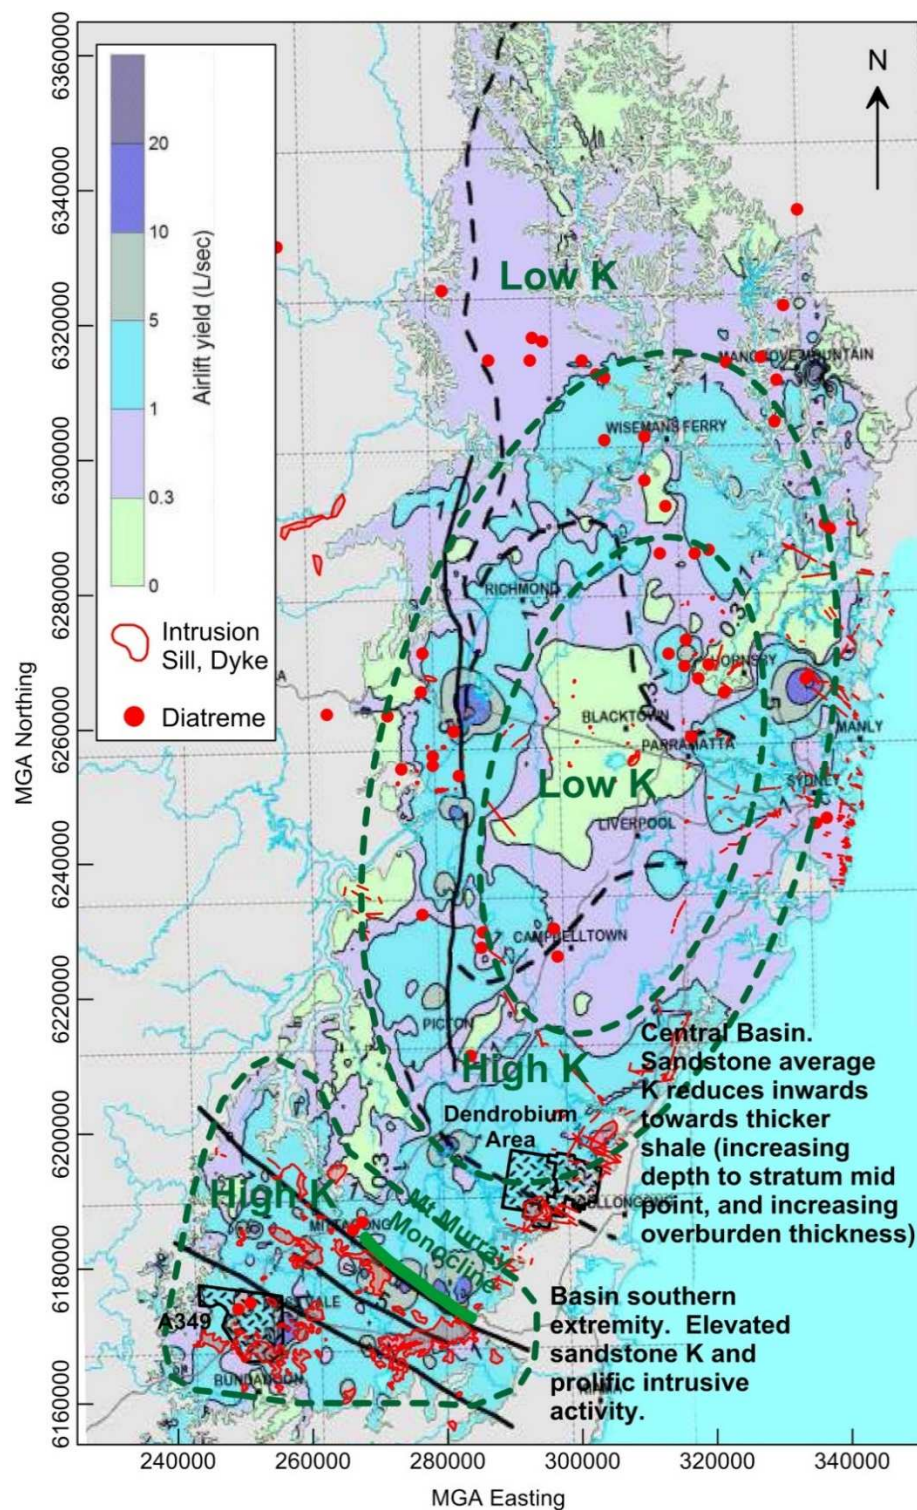 N
20
10
5
1
0.3
0
Airlift yield (L/sec)
Intrusion
Sill, Dyke
Diatreme
Low K
MANGROVE MOUNTAIN
1
WISEMANS FERRY
RICHMOND
0.3
HORNSBY
BLACKTOWN
PARRAMATTA
MANLY
SYDNEY
Low K
LIVERPOOL
CAMPBELLTOWN
PICTON
High K
Dendrobium
Area
Central Basin.
Sandstone average
K reduces inwards
towards thicker
shale (increasing
depth to stratum mid
point, and increasing
overburden thickness)
High K
Mt Murray
Monocline
A349
BUNDANOON
Basin southern
extremity. Elevated
sandstone K and
prolific intrusive
activity.
6360000
6340000
6320000
6300000
6280000
6260000
6240000
6220000
6200000
6180000
6160000
MGA Northing
240000
260000
280000
300000
320000
340000
MGA Easting